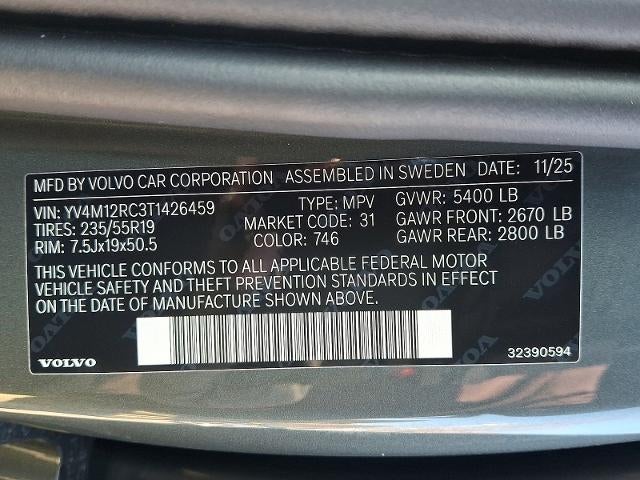 MFD BY VOLVO CAR CORPORATION ASSEMBLED IN SWEDEN DATE: 11/25
VIN: YV4M12RC3T1426459 TYPE: MPV GVWR: 5400 LB
TIRES: 235/55R19 MARKET CODE: 31 GAWR FRONT: 2670 LB
RIM: 7.5Jx19x50.5 COLOR: 746 GAWR REAR: 2800 LB
THIS VEHICLE CONFORMS TO ALL APPLICABLE FEDERAL MOTOR
VEHICLE SAFETY AND THEFT PREVENTION STANDARDS IN EFFECT
ON THE DATE OF MANUFACTURE SHOWN ABOVE.
VOLVO 32390594